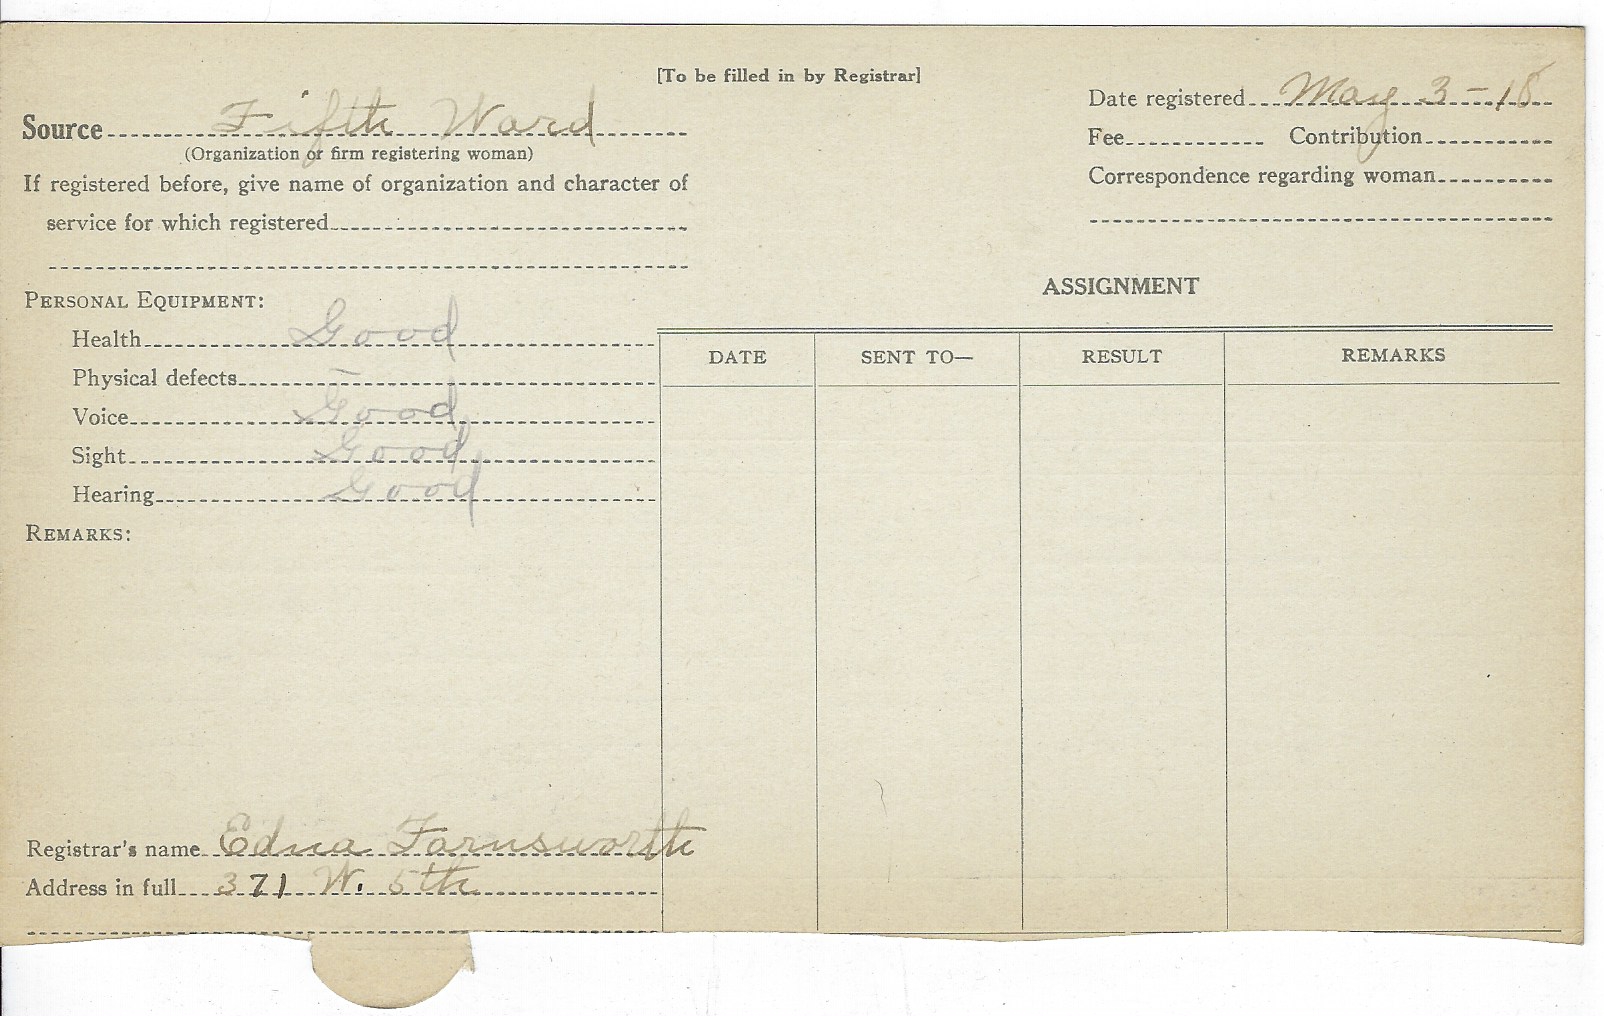 [To be filled in by Registrar]
Source Fifth Ward
(Organization or firm registering woman)
If registered before, give name of organization and character of
service for which registered
Date registered May 3-18
Fee Contribution
Correspondence regarding woman
PERSONAL EQUIPMENT:
Health Good
Physical defects –
Voice Good
Sight Good
Hearing Good
REMARKS:
ASSIGNMENT
DATE SENT TO— RESULT REMARKS
Registrar's name Edna Farnsworth
Address in full 371 W. 5th